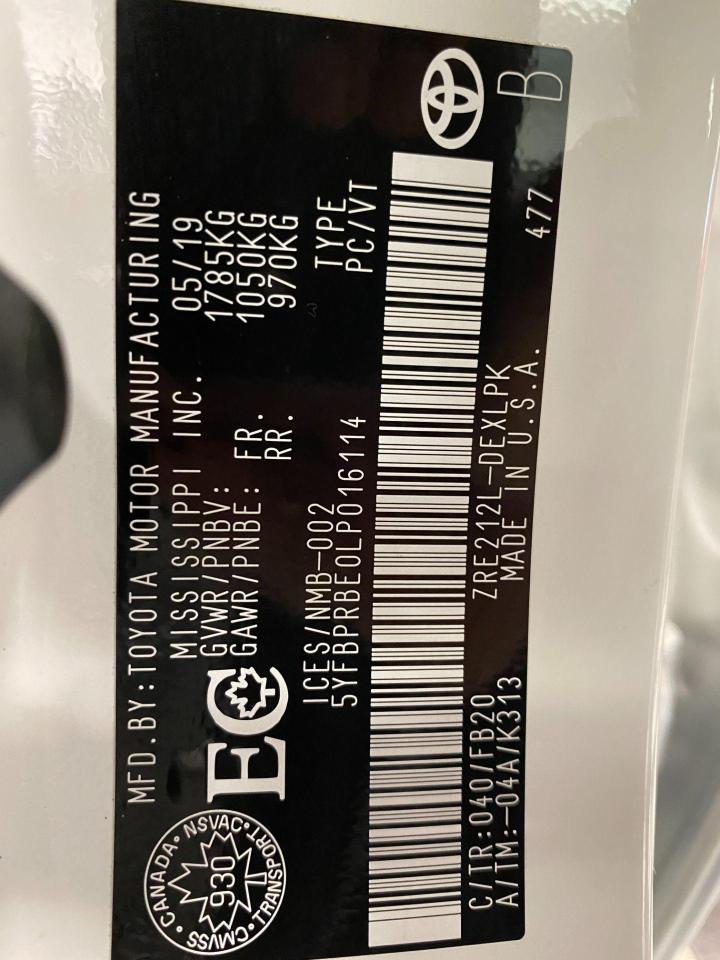 MFD.BY:TOYOTA MOTOR MANUFACTURING
MISSISSIPPI INC. 05/19
GVWR/PNBV: 1785KG
GAWR/PNBE: FR. 1050KG
RR. 970KG
CANADA • NSVAC • TRANSPORT • CMVSS •
930
EC
ICES/NMB-002 TYPE
5YFBPRBE0LP016114 PC/VT
C/TR:040/FB20 ZRE212L-DEXLPK 477 B
A/TM:-04A/K313 MADE IN U.S.A.